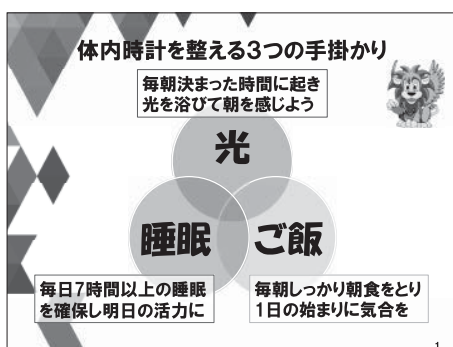 体内時計を整える3つの手掛かり
毎朝決まった時間に起き
光を浴びて朝を感じよう
光
睡眠
ご飯
毎日7時間以上の睡眠
を確保し明日の活力に
毎朝しっかり朝食をとり
1日の始まりに気合を
1